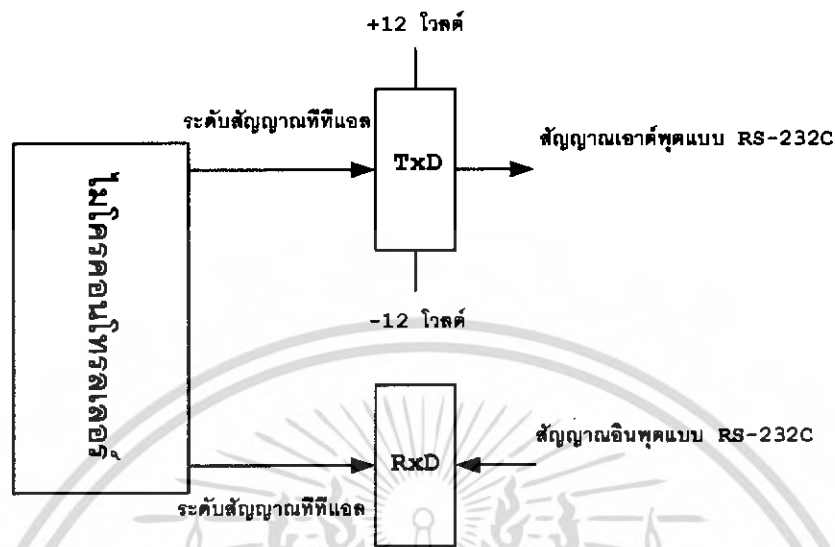 +12 โวลต์
ระดับสัญญาณทีทีแอล
TxD
สัญญาณเอาต์พุตแบบ RS-232C
ไมโครคอนโทรลเลอร์
-12 โวลต์
สัญญาณอินพุตแบบ RS-232C
RxD
ระดับสัญญาณทีทีแอล